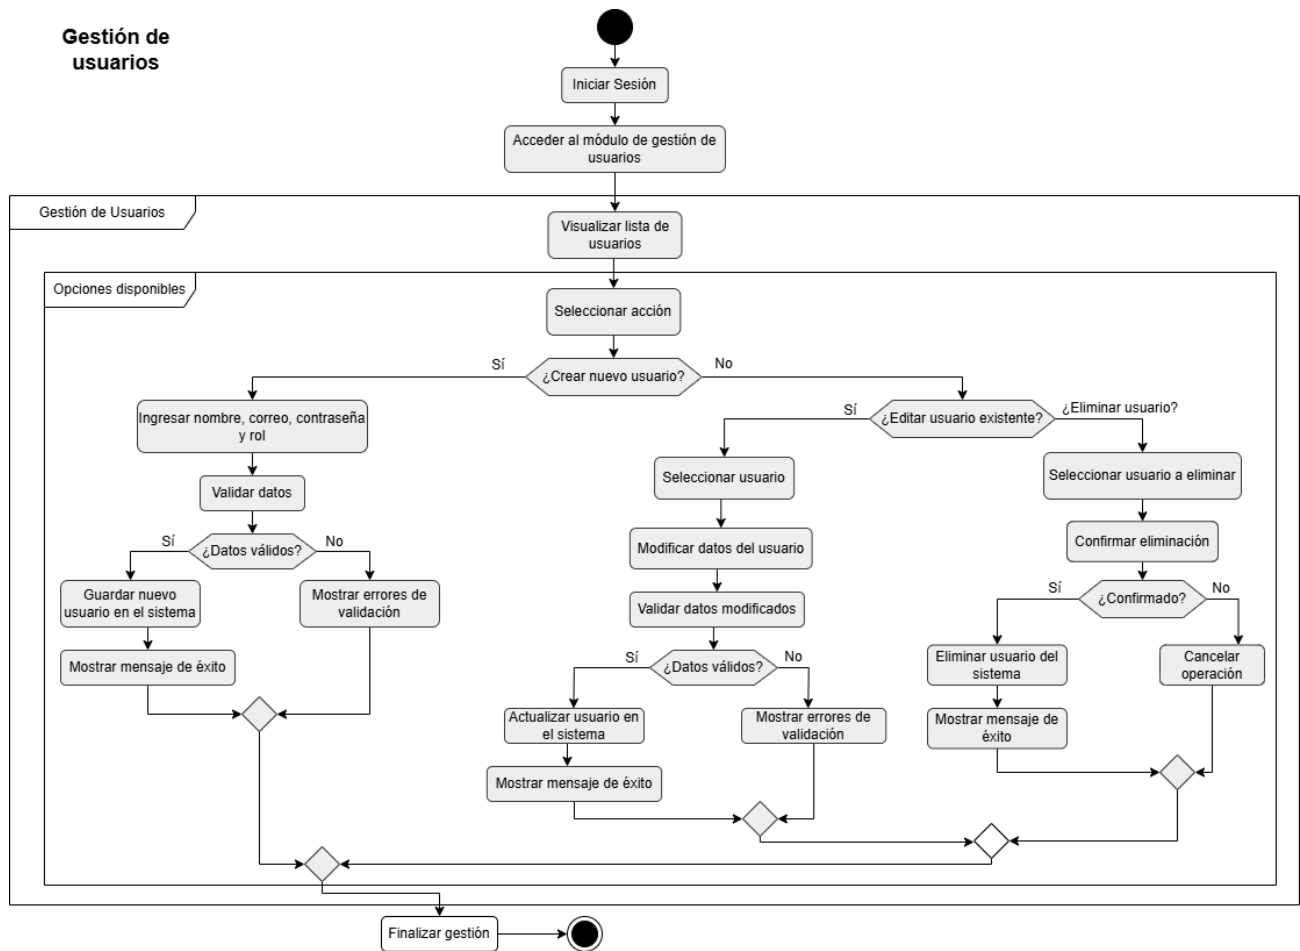 Gestión de
usuarios
Iniciar Sesión
Acceder al módulo de gestión de
usuarios
Gestión de Usuarios
Visualizar lista de
usuarios
Opciones disponibles
Seleccionar acción
Sí
¿Crear nuevo usuario?
No
Ingresar nombre, correo, contraseña
y rol
Sí
¿Editar usuario existente?
¿Eliminar usuario?
Validar datos
Seleccionar usuario
Seleccionar usuario a eliminar
Sí
¿Datos válidos?
No
Modificar datos del usuario
Confirmar eliminación
Guardar nuevo
usuario en el sistema
Mostrar errores de
validación
Validar datos modificados
Sí
¿Confirmado?
No
Mostrar mensaje de éxito
Sí
¿Datos válidos?
No
Eliminar usuario del
sistema
Cancelar
operación
Actualizar usuario en
el sistema
Mostrar errores de
validación
Mostrar mensaje de
éxito
Mostrar mensaje de éxito
Finalizar gestión